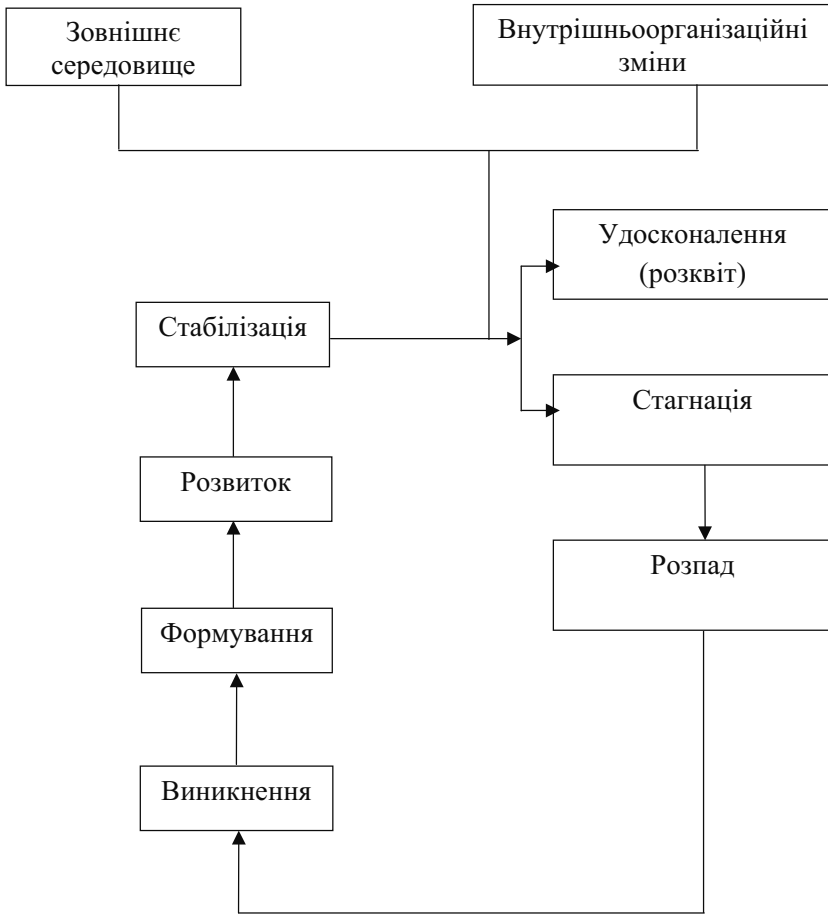 Зовнішнє
середовище
Внутрішньоорганізаційні
зміни
Удосконалення
(розквіт)
Стабілізація
Стагнація
Розвиток
Розпад
Формування
Виникнення